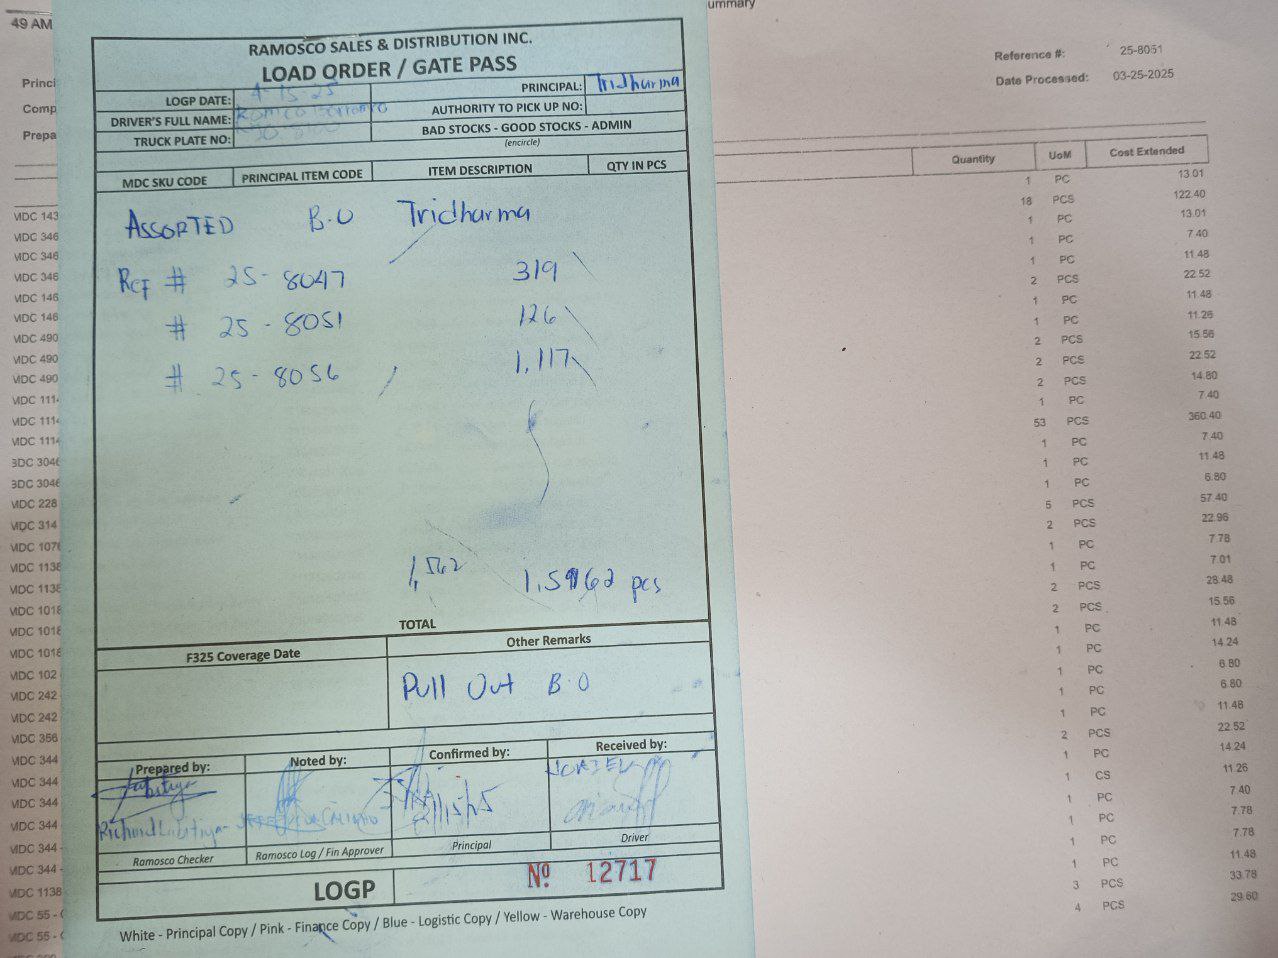 ummary
49 AM
Reference #: 25-8051
Princi
Date Processed: 03-25-2025
Comp
Prepa
RAMOSCO SALES & DISTRIBUTION INC.
LOAD ORDER / GATE PASS
LOGP DATE: 4-15-25 PRINCIPAL: Tridharma
DRIVER'S FULL NAME: AUTHORITY TO PICK UP NO:
TRUCK PLATE NO: BAD STOCKS - GOOD STOCKS - ADMIN
(encircle)
MDC SKU CODE PRINCIPAL ITEM CODE ITEM DESCRIPTION QTY IN PCS
ASSORTED B.O Tridharma
Ref # 25-8047 319
# 25-8051 126
# 25-8056 1,117
1,562 pcs
TOTAL
F325 Coverage Date Other Remarks
Pull Out B.O
Prepared by: Noted by: Confirmed by: Received by:
Ramosco Checker Ramosco Log / Fin Approver Principal Driver
LOGP Nº 12717
White - Principal Copy / Pink - Finance Copy / Blue - Logistic Copy / Yellow - Warehouse Copy
Quantity UoM Cost Extended
1 PC 13.01
18 PCS 122.40
1 PC 13.01
1 PC 7.40
1 PC 11.48
2 PCS 22.52
1 PC 11.48
1 PC 11.26
2 PCS 15.56
2 PCS 22.52
2 PCS 14.80
1 PC 7.40
53 PCS 360.40
1 PC 7.40
1 PC 11.48
1 PC 6.80
5 PCS 57.40
2 PCS 22.96
1 PC 7.78
1 PC 7.01
2 PCS 28.48
2 PCS 15.56
1 PC 11.48
1 PC 14.24
1 PC 6.80
1 PC 6.80
1 PC 11.48
2 PCS 22.52
1 PC 14.24
1 CS 11.26
1 PC 7.40
1 PC 7.78
1 PC 7.78
1 PC 11.48
3 PCS 33.78
4 PCS 29.60
MDC 143
MDC 346
MDC 346
MDC 346
MDC 146
MDC 146
MDC 490
MDC 490
MDC 490
MDC 1114
MDC 1114
MDC 1114
BDC 3046
BDC 3046
MDC 228
MDC 314
MDC 1076
MDC 1138
MDC 1138
MDC 1018
MDC 1018
MDC 1018
MDC 102
MDC 242
MDC 242
MDC 356
MDC 344
MDC 344
MDC 344
MDC 344
MDC 344
MDC 344
MDC 1138
MDC 55
MDC 55